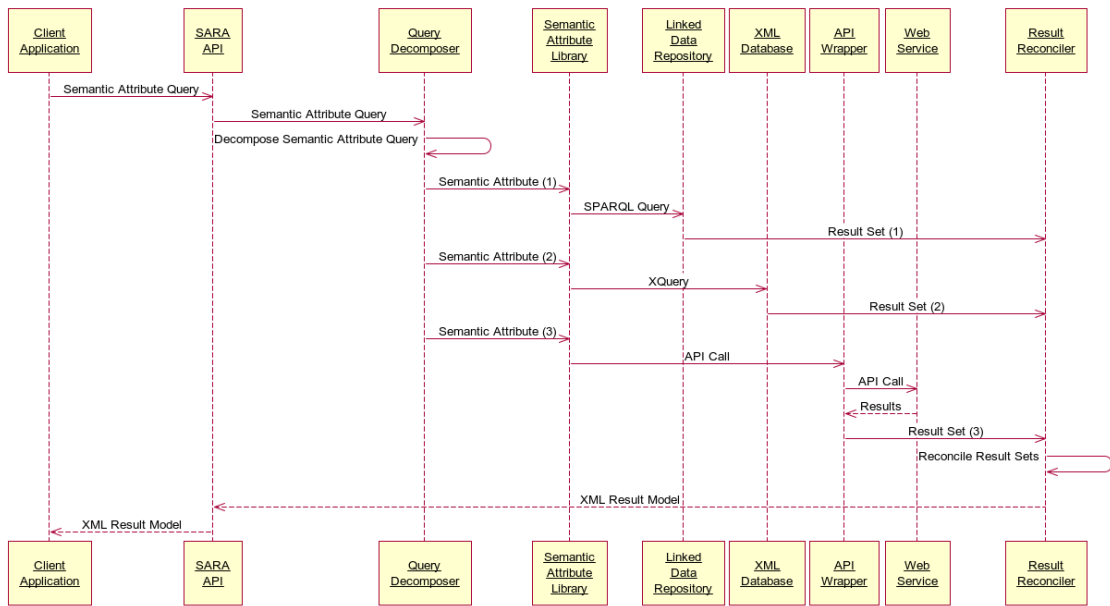 Client
Application
SARA
API
Query
Decomposer
Semantic
Attribute
Library
Linked
Data
Repository
XML
Database
API
Wrapper
Web
Service
Result
Reconciler
Semantic Attribute Query
Semantic Attribute Query
Decompose Semantic Attribute Query
Semantic Attribute (1)
SPARQL Query
Result Set (1)
Semantic Attribute (2)
XQuery
Result Set (2)
Semantic Attribute (3)
API Call
API Call
Results
Result Set (3)
Reconcile Result Sets
XML Result Model
XML Result Model
Client
Application
SARA
API
Query
Decomposer
Semantic
Attribute
Library
Linked
Data
Repository
XML
Database
API
Wrapper
Web
Service
Result
Reconciler